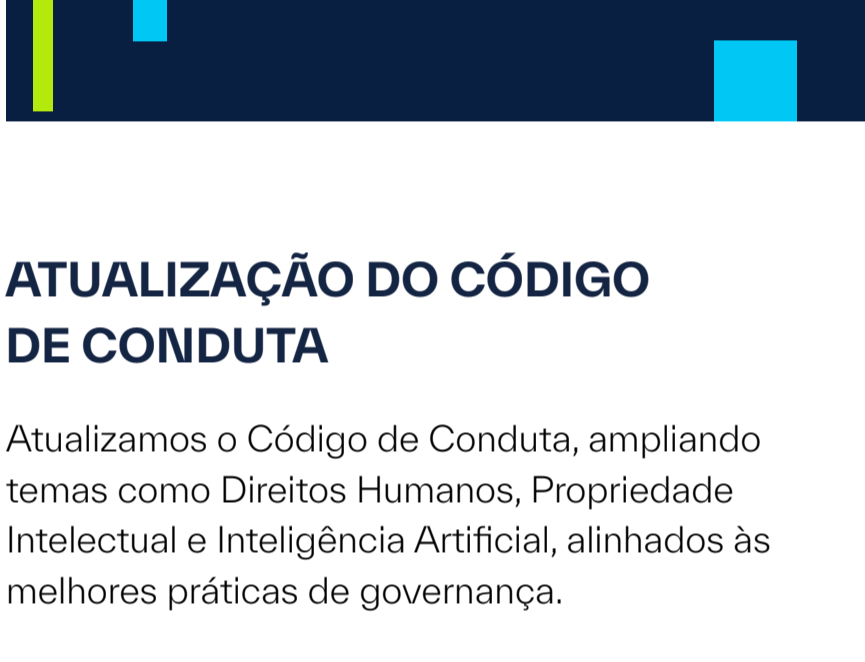 ATUALIZAÇÃO DO CÓDIGO
DE CONDUTA
Atualizamos o Código de Conduta, ampliando
temas como Direitos Humanos, Propriedade
Intelectual e Inteligência Artificial, alinhados às
melhores práticas de governança.